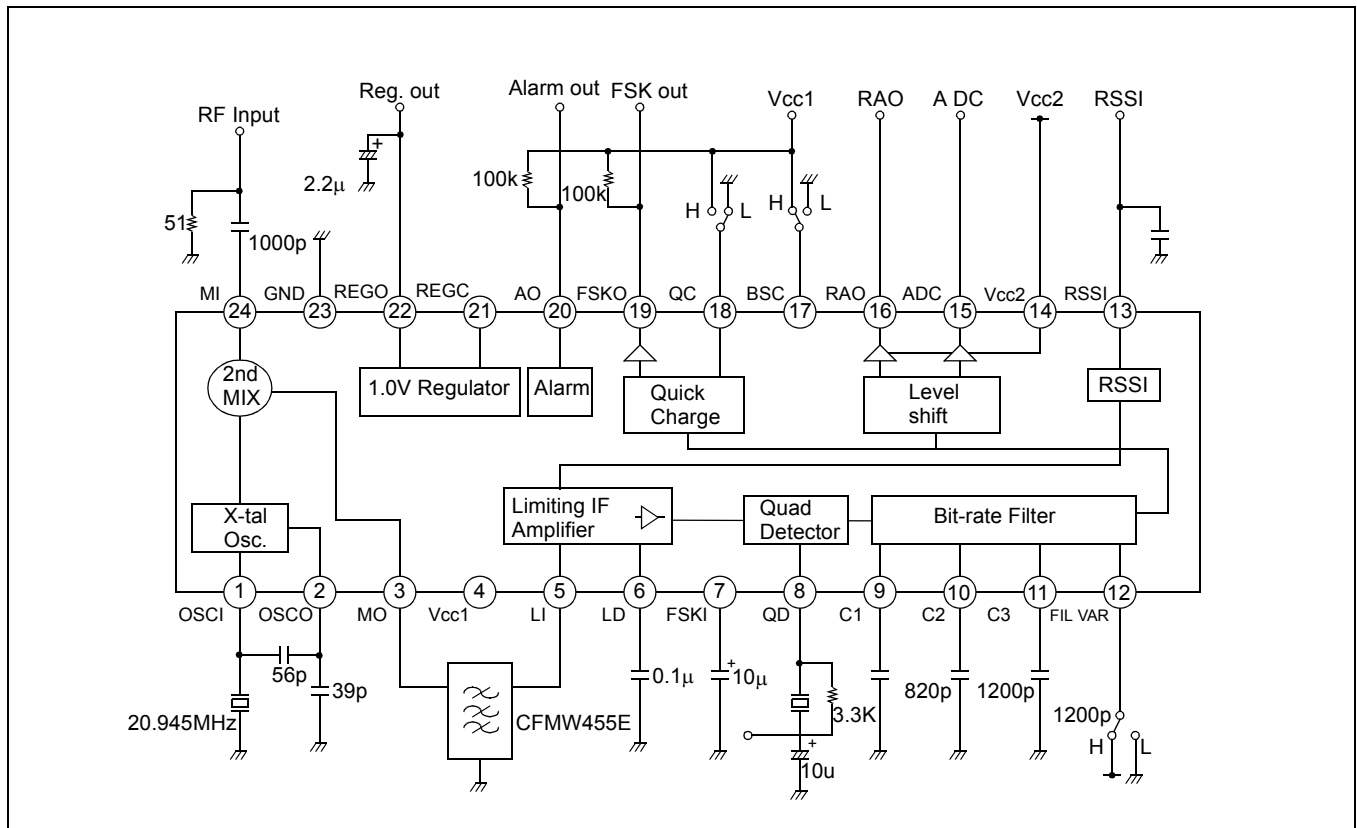 RF Input
Reg. out
Alarm out
FSK out
Vcc1
RAO
A DC
Vcc2
RSSI
+
2.2µ
100k
100k
H
L
H
L
51
1000p
MI
GND
REGO
REGC
AO
FSKO
QC
BSC
RAO
ADC
Vcc2
RSSI
24
23
22
21
20
19
18
17
16
15
14
13
2nd
MIX
1.0V Regulator
Alarm
Quick
Charge
Level
shift
RSSI
X-tal
Osc.
Limiting IF
Amplifier
Quad
Detector
Bit-rate Filter
1
2
3
4
5
6
7
8
9
10
11
12
OSCI
OSCO
MO
Vcc1
LI
LD
FSKI
QD
C1
C2
C3
FIL VAR
56p
39p
20.945MHz
CFMW455E
0.1µ
+
10µ
3.3K
+
10u
820p
1200p
1200p
H
L